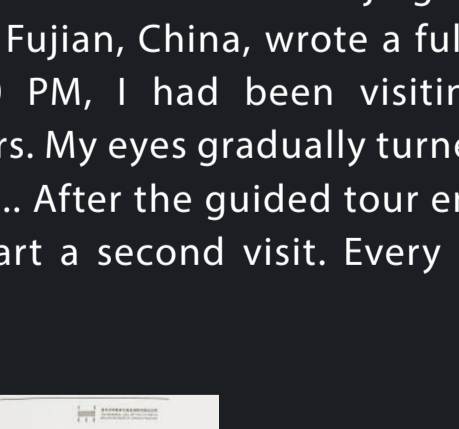 Fujian, China, wrote a ful
PM, I had been visitin
rs. My eyes gradually turne
... After the guided tour e
art a second visit. Every